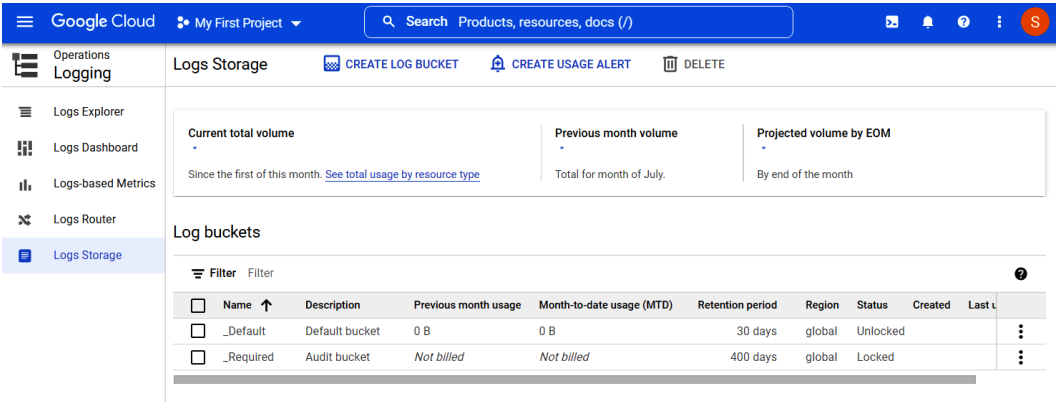 Google Cloud My First Project Search Products, resources, docs (/) S
Operations
Logging
Logs Storage CREATE LOG BUCKET CREATE USAGE ALERT DELETE
Logs Explorer
Logs Dashboard
Logs-based Metrics
Logs Router
Logs Storage
Current total volume
Since the first of this month. See total usage by resource type
Previous month volume
Total for month of July.
Projected volume by EOM
By end of the month
Log buckets
Filter Filter
Name Description Previous month usage Month-to-date usage (MTD) Retention period Region Status Created Last u
_Default Default bucket 0 B 0 B 30 days global Unlocked
_Required Audit bucket Not billed Not billed 400 days global Locked